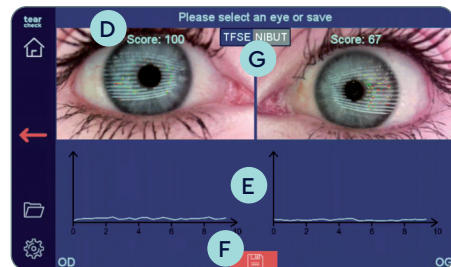 tear
check
Please select an eye or save
D
Score: 100
TFSE NIBUT
Score: 67
G
E
0 2 4 6 8 10
0 2 4 6 8 10
F
OD
OG